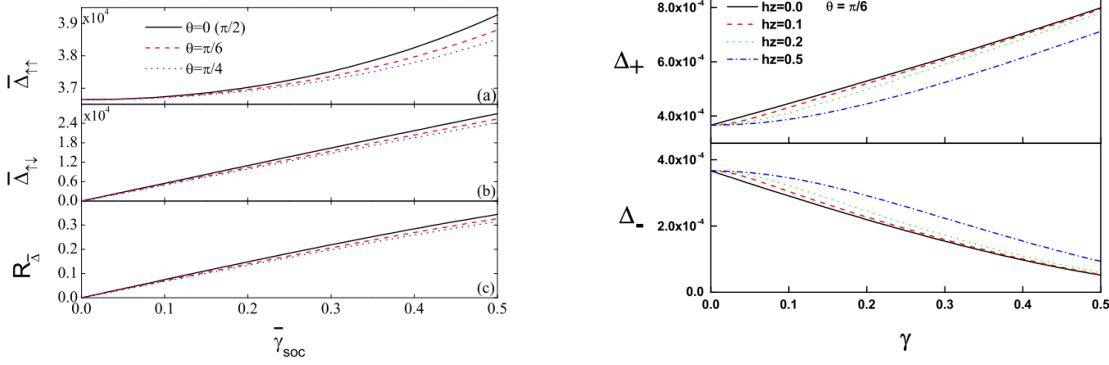 x10⁴
3.9
3.8
3.7
Δ̄↑↑
θ=0 (π/2)
θ=π/6
θ=π/4
(a)
x10⁴
2.4
1.8
1.2
0.6
0.0
Δ̄↑↓
(b)
0.3
0.2
0.1
0.0
R_Δ̄
(c)
0.0 0.1 0.2 0.3 0.4 0.5
γ̄soc
8.0x10⁻⁴
6.0x10⁻⁴
4.0x10⁻⁴
Δ₊
hz=0.0 θ = π/6
hz=0.1
hz=0.2
hz=0.5
4.0x10⁻⁴
2.0x10⁻⁴
0.0
Δ₋
0.0 0.1 0.2 0.3 0.4 0.5
γ